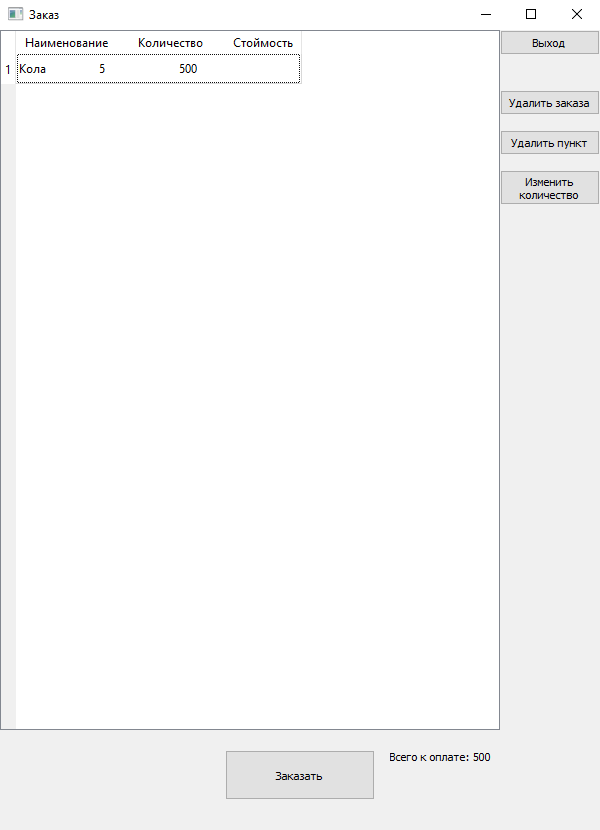 Заказ
Наименование Количество Стоймость
1 Кола 5 500
Выход
Удалить заказа
Удалить пункт
Изменить
количество
Заказать
Всего к оплате: 500